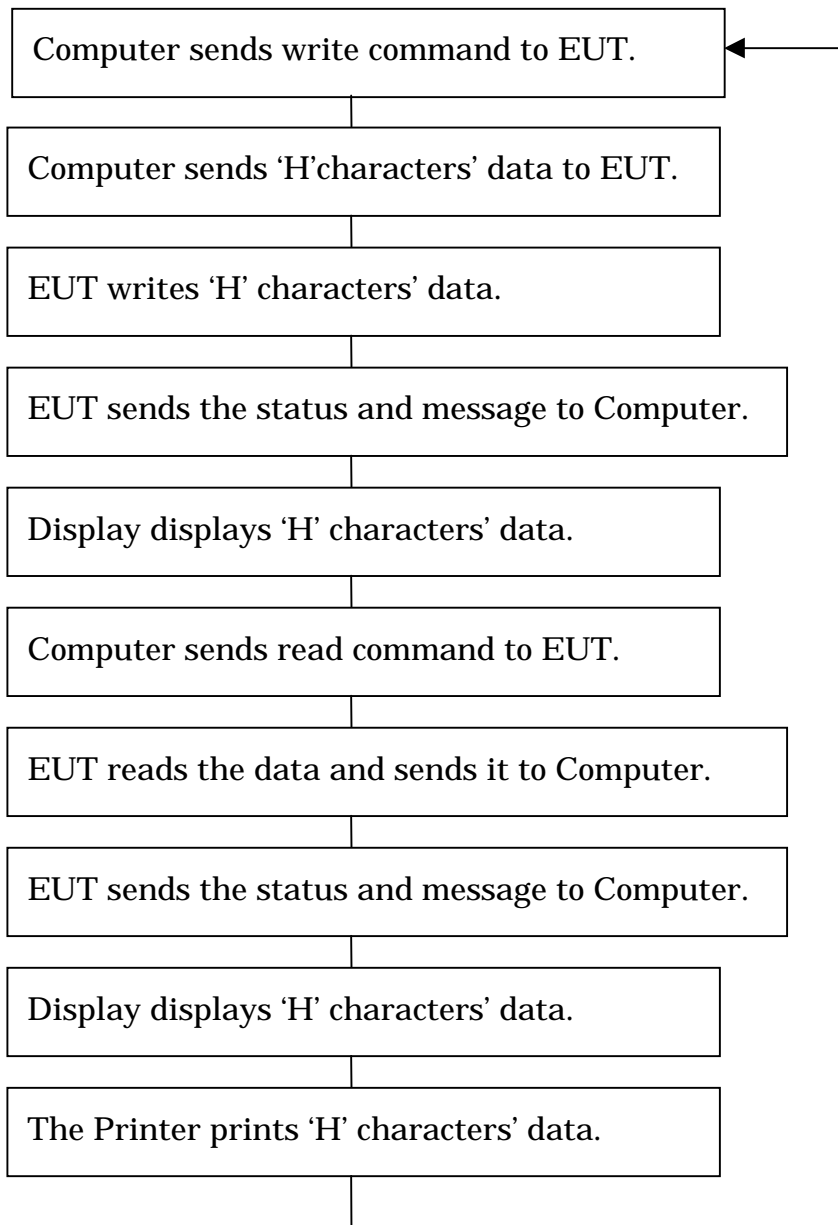 Computer sends write command to EUT.
Computer sends ‘H’characters’ data to EUT.
EUT writes ‘H’ characters’ data.
EUT sends the status and message to Computer.
Display displays ‘H’ characters’ data.
Computer sends read command to EUT.
EUT reads the data and sends it to Computer.
EUT sends the status and message to Computer.
Display displays ‘H’ characters’ data.
The Printer prints ‘H’ characters’ data.